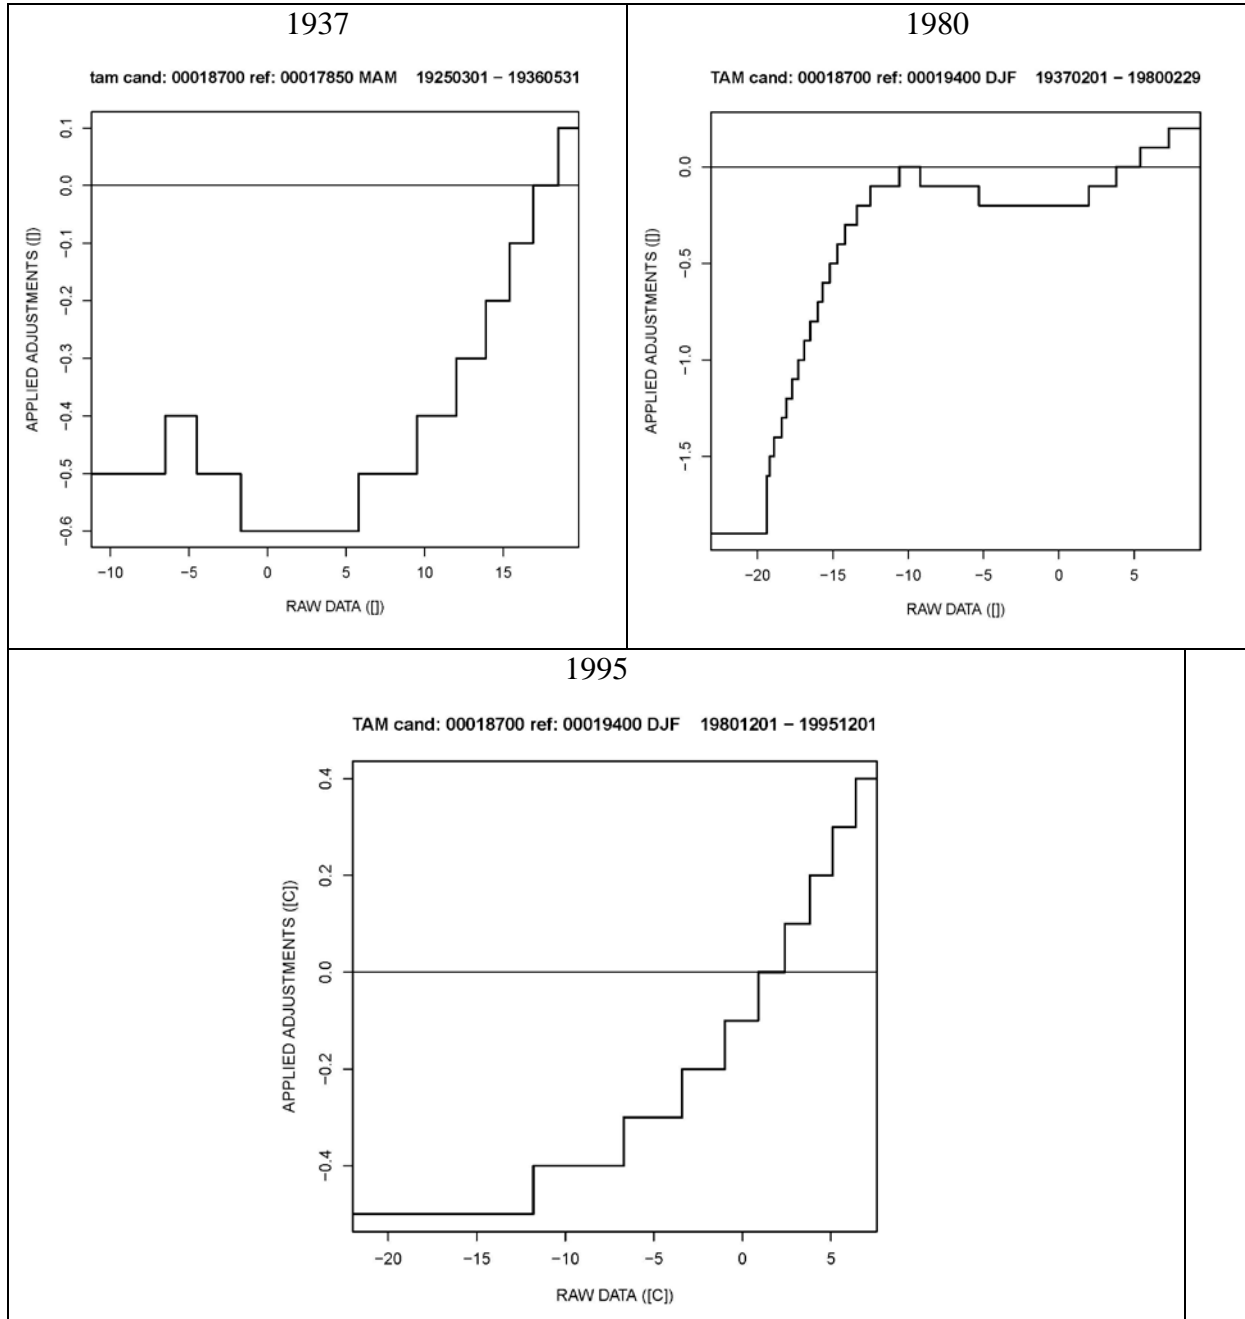 1937
tam cand: 00018700 ref: 00017850 MAM 19250301 – 19360531
0.1
0.0
−0.1
−0.2
−0.3
−0.4
−0.5
−0.6
APPLIED ADJUSTMENTS ([])
−10 −5 0 5 10 15
RAW DATA ([])
1980
TAM cand: 00018700 ref: 00019400 DJF 19370201 – 19800229
0.0
−0.5
−1.0
−1.5
APPLIED ADJUSTMENTS ([])
−20 −15 −10 −5 0 5
RAW DATA ([])
1995
TAM cand: 00018700 ref: 00019400 DJF 19801201 – 19951201
0.4
0.2
0.0
−0.2
−0.4
APPLIED ADJUSTMENTS ([C])
−20 −15 −10 −5 0 5
RAW DATA ([C])